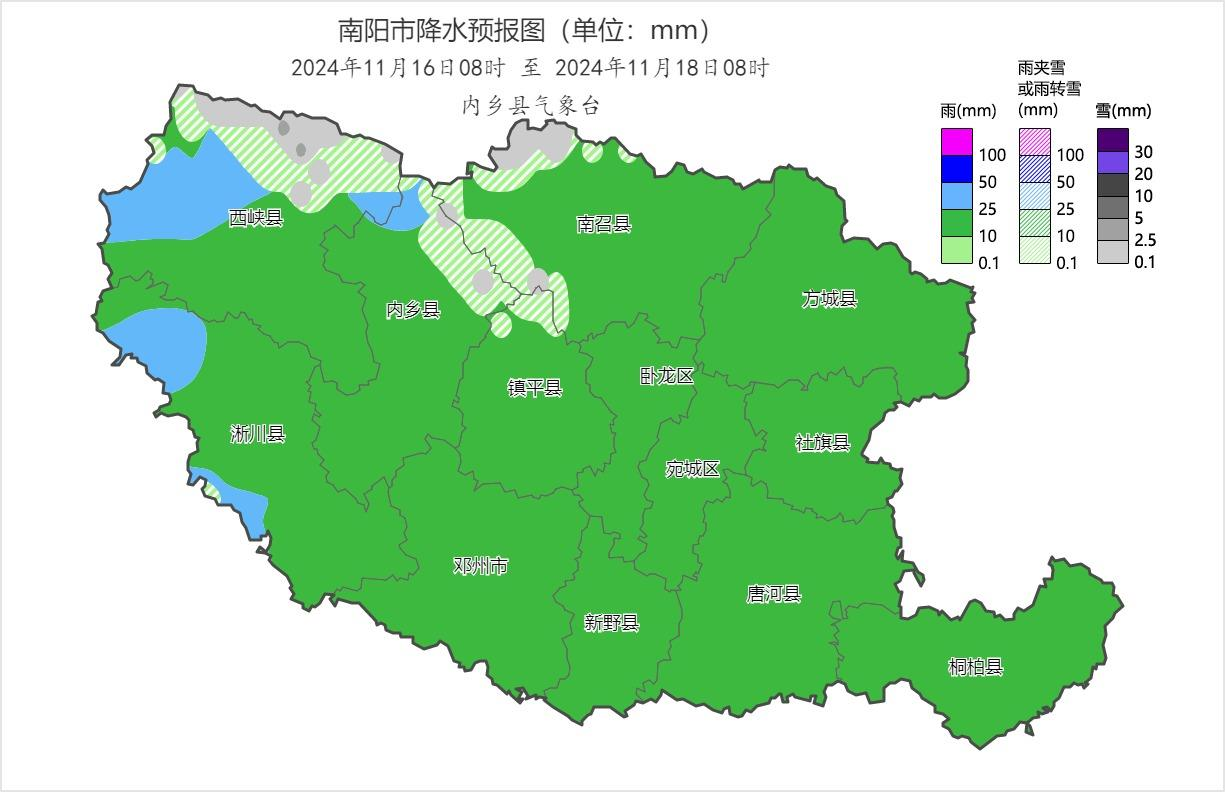 南阳市降水预报图（单位：mm）
2024年11月16日08时 至 2024年11月18日08时
内乡县气象台
雨(mm)
100
50
25
10
0.1
雨夹雪
或雨转雪
(mm)
100
50
25
10
0.1
雪(mm)
30
20
10
5
2.5
0.1
西峡县
南召县
内乡县
方城县
镇平县
卧龙区
淅川县
社旗县
宛城区
邓州市
唐河县
新野县
桐柏县